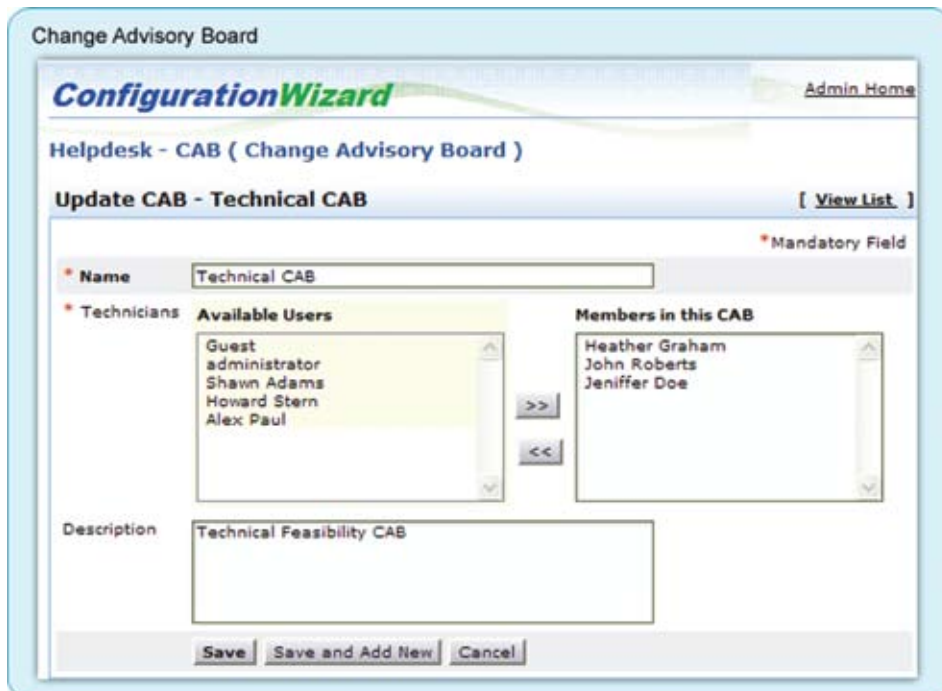 Change Advisory Board
ConfigurationWizard
Admin Home
Helpdesk - CAB ( Change Advisory Board )
Update CAB - Technical CAB
[ View List ]
*Mandatory Field
* Name
Technical CAB
* Technicians
Available Users
Members in this CAB
Guest
administrator
Shawn Adams
Howard Stern
Alex Paul
>>
<<
Heather Graham
John Roberts
Jeniffer Doe
Description
Technical Feasibility CAB
Save
Save and Add New
Cancel